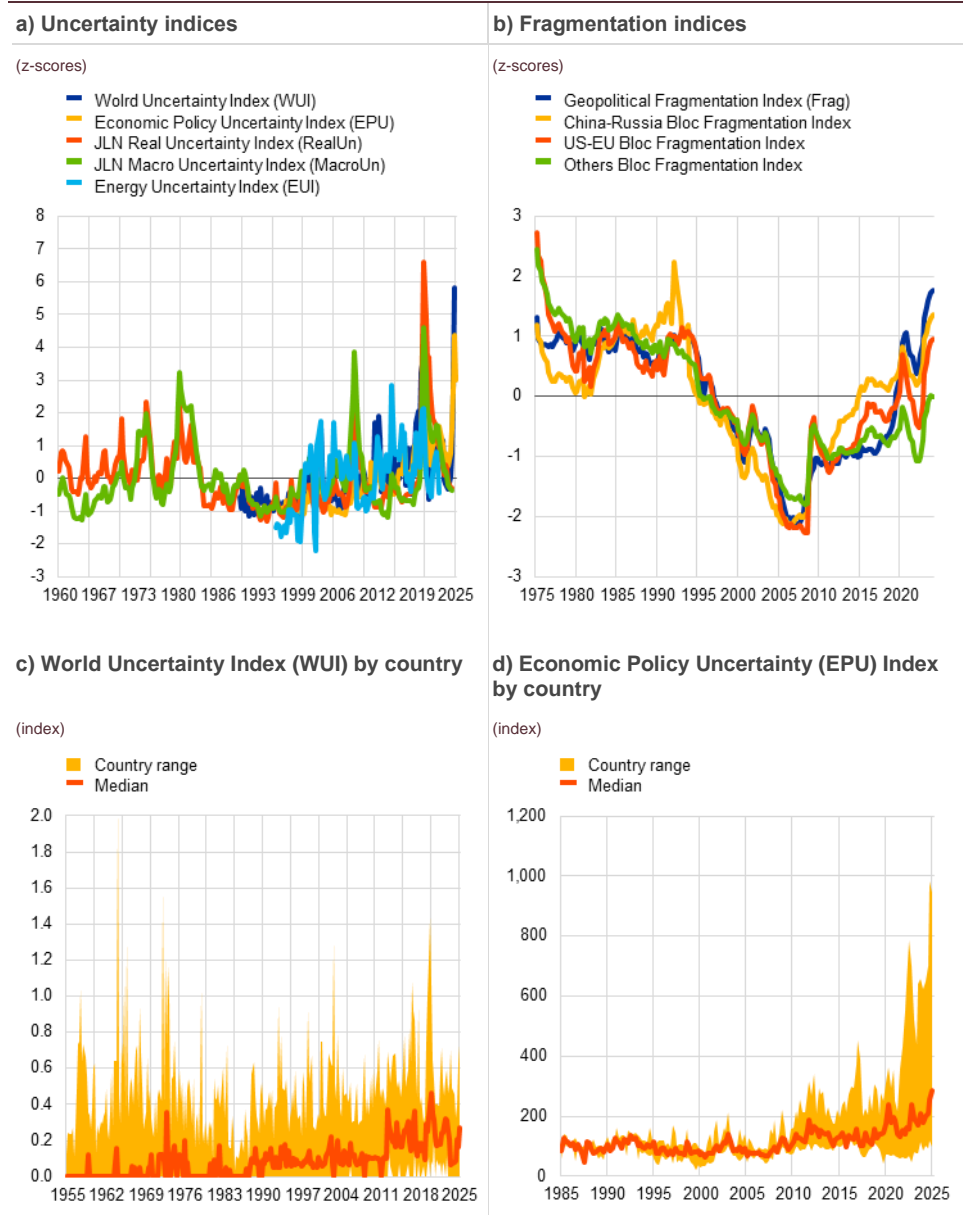 a) Uncertainty indices
(z-scores)
Wolrd Uncertainty Index (WUI)
Economic Policy Uncertainty Index (EPU)
JLN Real Uncertainty Index (RealUn)
JLN Macro Uncertainty Index (MacroUn)
Energy Uncertainty Index (EUI)
8
7
6
5
4
3
2
1
0
-1
-2
-3
1960 1967 1973 1980 1986 1993 1999 2006 2012 2019 2025
b) Fragmentation indices
(z-scores)
Geopolitical Fragmentation Index (Frag)
China-Russia Bloc Fragmentation Index
US-EU Bloc Fragmentation Index
Others Bloc Fragmentation Index
3
2
1
0
-1
-2
-3
1975 1980 1985 1990 1995 2000 2005 2010 2015 2020
c) World Uncertainty Index (WUI) by country
(index)
Country range
Median
2.0
1.8
1.6
1.4
1.2
1.0
0.8
0.6
0.4
0.2
0.0
1955 1962 1969 1976 1983 1990 1997 2004 2011 2018 2025
d) Economic Policy Uncertainty (EPU) Index
by country
(index)
Country range
Median
1,200
1,000
800
600
400
200
0
1985 1990 1995 2000 2005 2010 2015 2020 2025